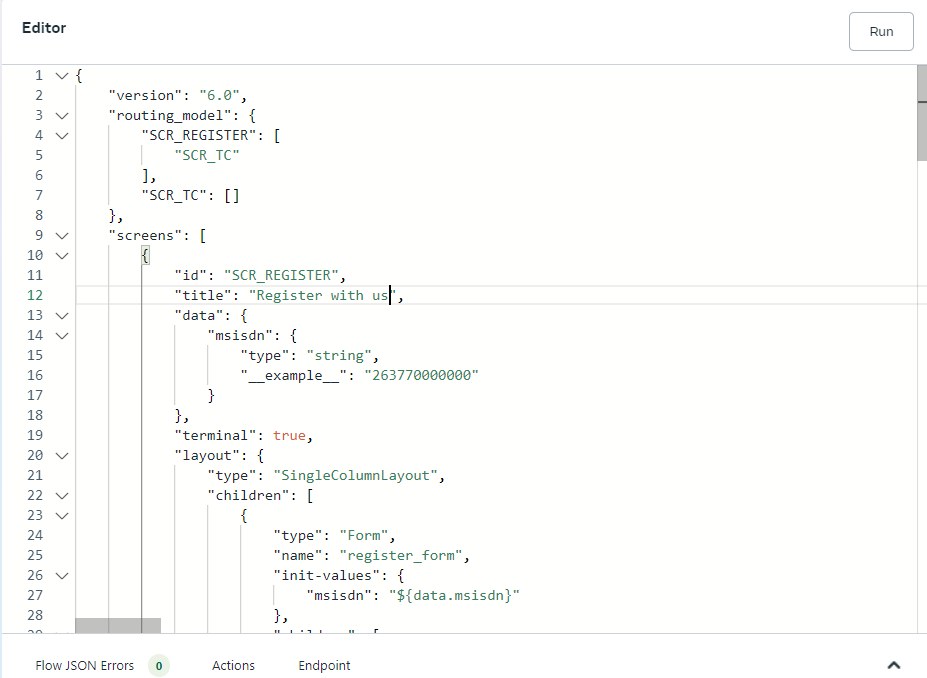 Editor
Run
1 {
2 "version": "6.0",
3 "routing_model": {
4 "SCR_REGISTER": [
5 "SCR_TC"
6 ],
7 "SCR_TC": []
8 },
9 "screens": [
10 {
11 "id": "SCR_REGISTER",
12 "title": "Register with us",
13 "data": {
14 "msisdn": {
15 "type": "string",
16 "__example__": "263770000000"
17 }
18 },
19 "terminal": true,
20 "layout": {
21 "type": "SingleColumnLayout",
22 "children": [
23 {
24 "type": "Form",
25 "name": "register_form",
26 "init-values": {
27 "msisdn": "${data.msisdn}"
28 },
Flow JSON Errors 0 Actions Endpoint